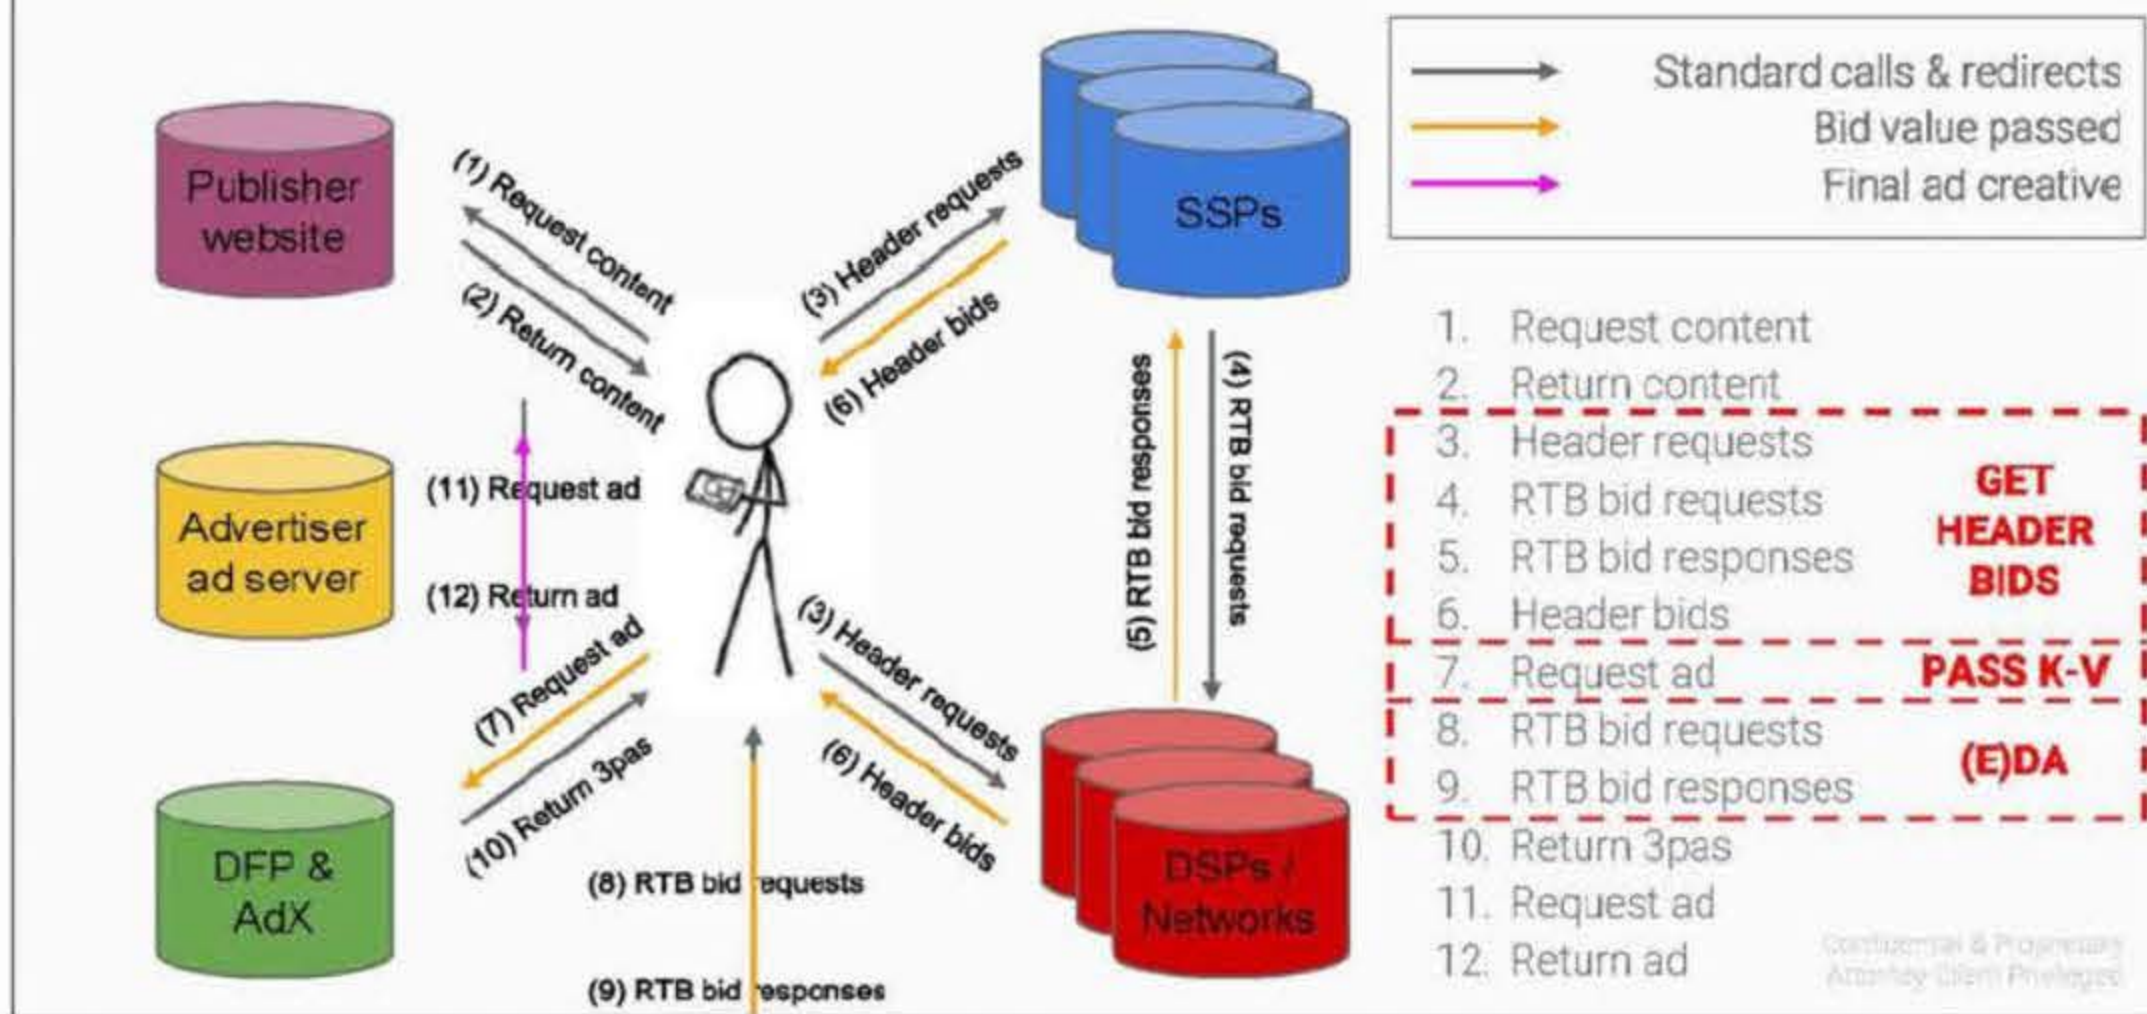 Publisher
website
(1) Request content
(2) Return content
(3) Header requests
(6) Header bids
SSPs
Standard calls & redirects
Bid value passed
Final ad creative
Advertiser
ad server
(11) Request ad
(12) Return ad
(5) RTB bid responses
(4) RTB bid requests
(7) Request ad
(10) Return 3pas
(3) Header requests
(6) Header bids
DFP &
AdX
(8) RTB bid requests
(9) RTB bid responses
DSPs /
Networks
1. Request content
2. Return content
3. Header requests
4. RTB bid requests
5. RTB bid responses
6. Header bids
GET
HEADER
BIDS
7. Request ad
PASS K-V
8. RTB bid requests
9. RTB bid responses
(E)DA
10. Return 3pas
11. Request ad
12. Return ad
Confidential & Proprietary
Attorney Client Privileged